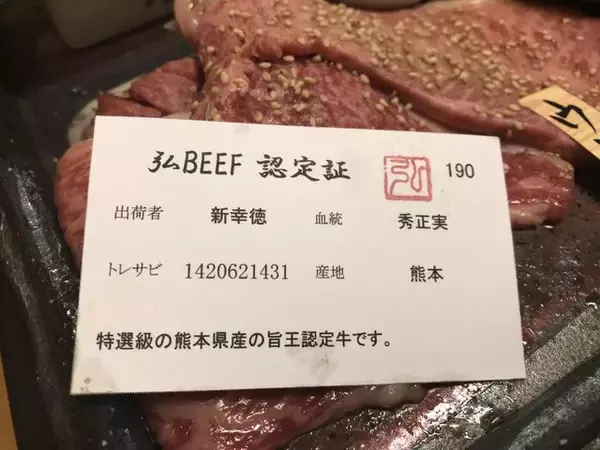 弘BEEF 認定証 弘 190
出荷者 新幸徳 血統 秀正実
トレサビ 1420621431 産地 熊本
特選級の熊本県産の旨王認定牛です。